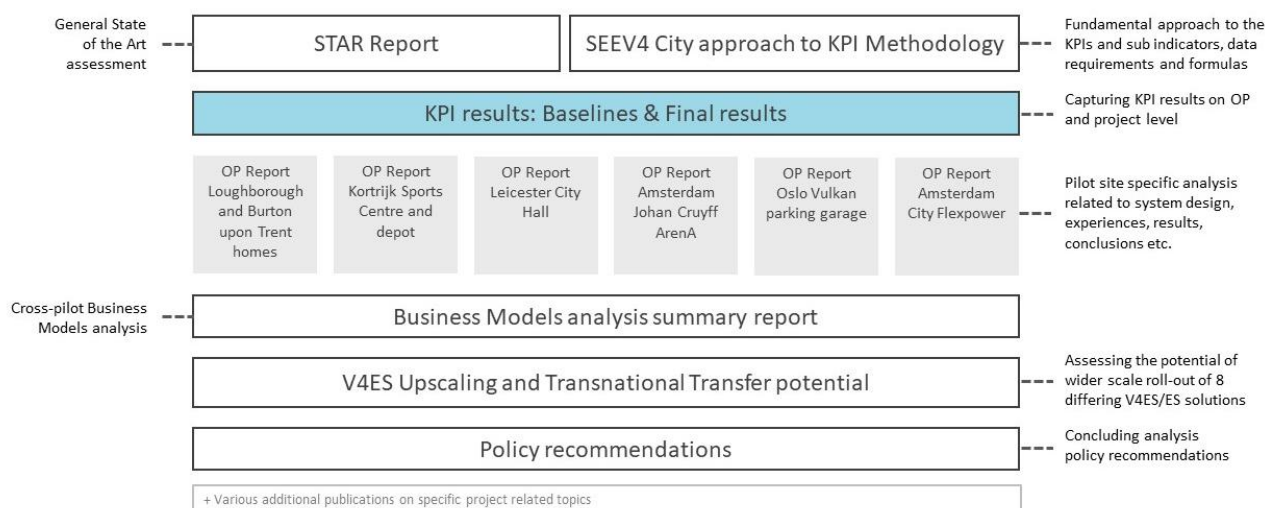 General State
of the Art
assessment
STAR Report
SEEV4 City approach to KPI Methodology
Fundamental approach to the
KPIs and sub indicators, data
requirements and formulas
KPI results: Baselines & Final results
Capturing KPI results on OP
and project level
OP Report
Loughborough
and Burton
upon Trent
homes
OP Report
Kortrijk Sports
Centre and
depot
OP Report
Leicester City
Hall
OP Report
Amsterdam
Johan Cruyff
ArenA
OP Report
Oslo Vulkan
parking garage
OP Report
Amsterdam
City Flexpower
Pilot site specific analysis
related to system design,
experiences, results,
conclusions etc.
Cross-pilot Business
Models analysis
Business Models analysis summary report
V4ES Upscaling and Transnational Transfer potential
Assessing the potential of
wider scale roll-out of 8
differing V4ES/ES solutions
Policy recommendations
Concluding analysis
policy recommendations
+ Various additional publications on specific project related topics